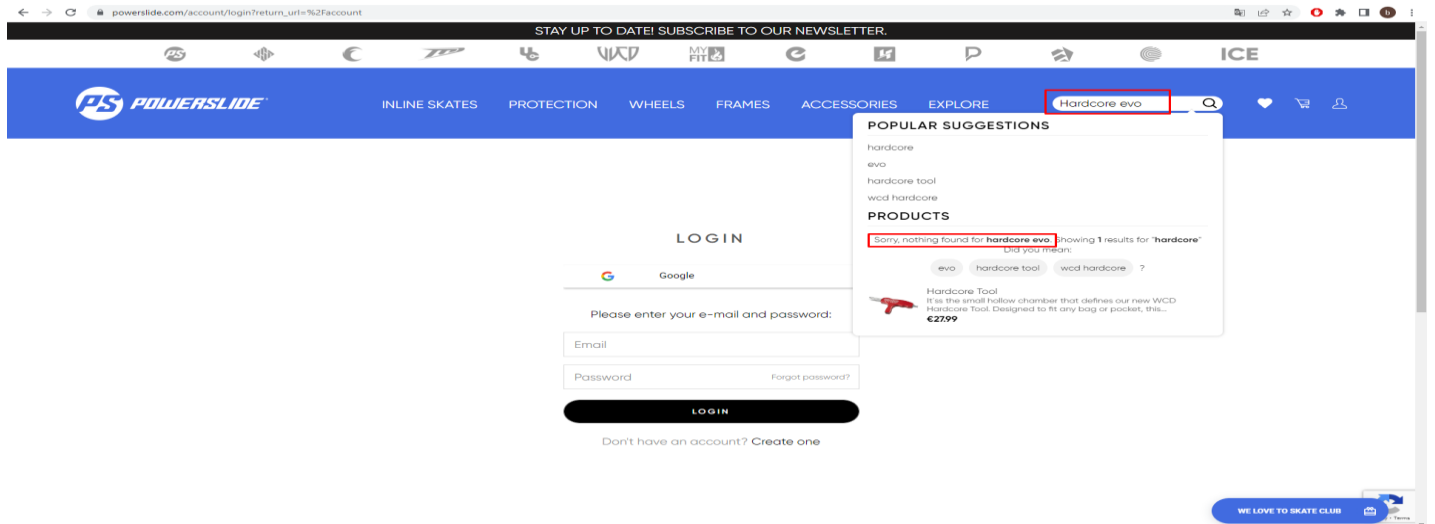 powerslide.com/account/login?return_url=%2Faccount
STAY UP TO DATE! SUBSCRIBE TO OUR NEWSLETTER.
MY FIT
ICE
PS POWERSLIDE
INLINE SKATES PROTECTION WHEELS FRAMES ACCESSORIES EXPLORE
Hardcore evo
POPULAR SUGGESTIONS
hardcore
evo
hardcore tool
wcd hardcore
PRODUCTS
Sorry, nothing found for hardcore evo. Showing 1 results for "hardcore"
Did you mean:
evo hardcore tool wcd hardcore ?
Hardcore Tool
It'ss the small hollow chamber that defines our new WCD
Hardcore Tool. Designed to fit any bag or pocket, this...
€27.99
LOGIN
Google
Please enter your e-mail and password:
Email
Password Forgot password?
LOGIN
Don't have an account? Create one
WE LOVE TO SKATE CLUB